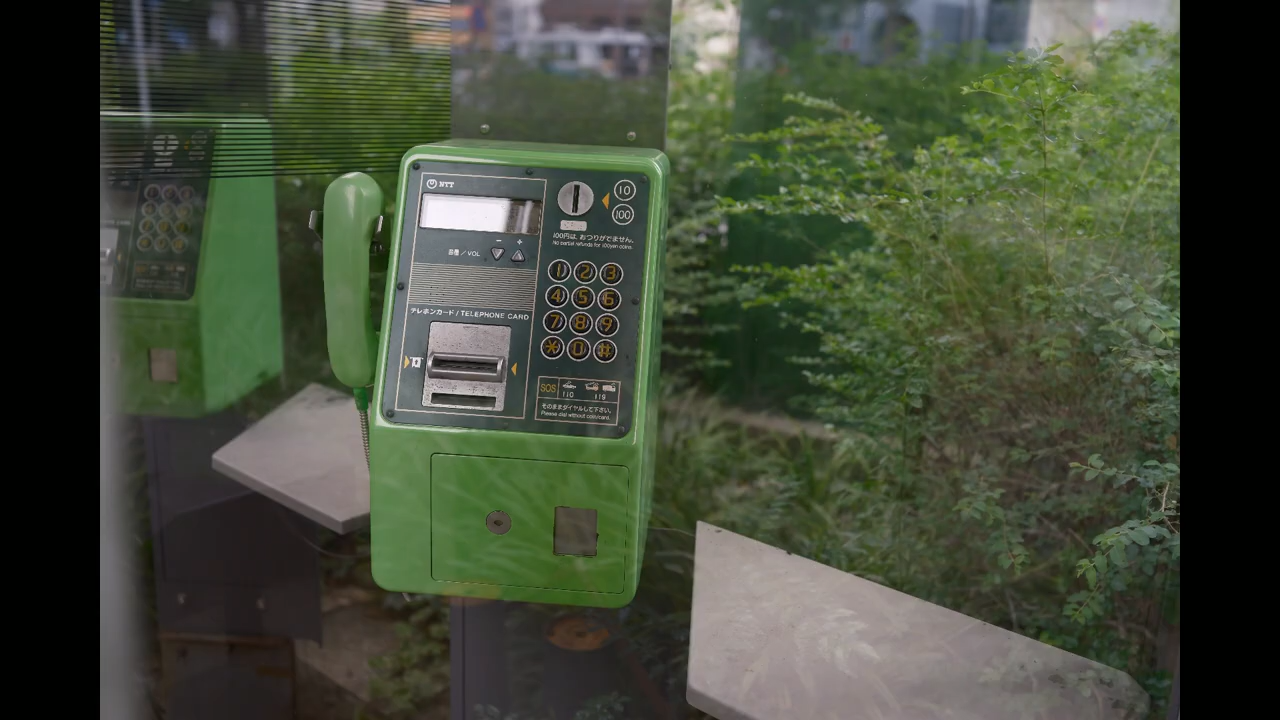 NTT
10
100
100円は、おつりがでません。
No partial refunds for 100yen coins.
音量／VOL
− +
1 2 3
4 5 6
7 8 9
* 0 #
テレホンカード / TELEPHONE CARD
SOS
110 119
そのままダイヤルして下さい。
Please dial without coin/card.